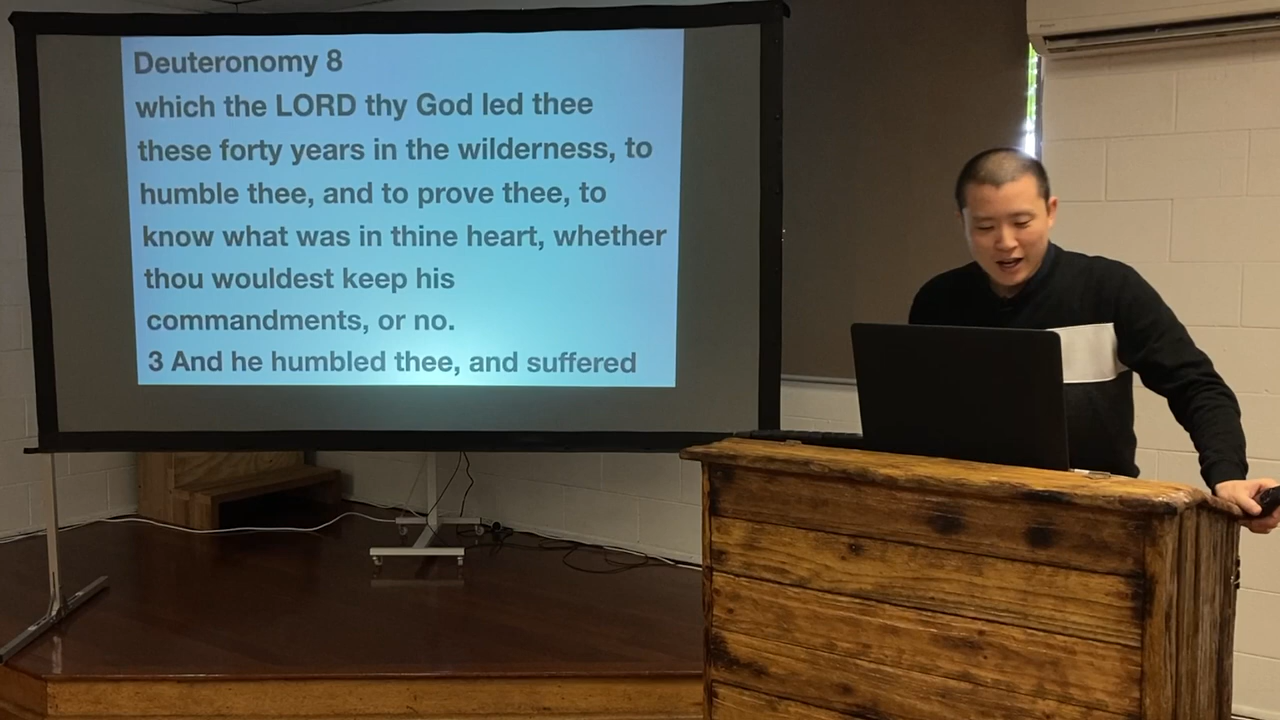 Deuteronomy 8
which the LORD thy God led thee
these forty years in the wilderness, to
humble thee, and to prove thee, to
know what was in thine heart, whether
thou wouldest keep his
commandments, or no.
3 And he humbled thee, and suffered